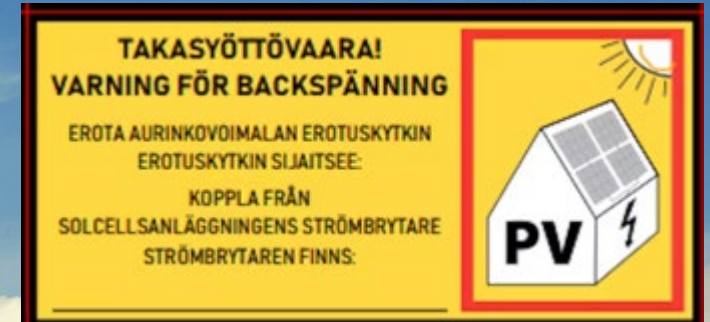 TAKASYÖTTÖVAARA!
VARNING FÖR BACKSPÄNNING
EROTA AURINKOVOIMALAN EROTUSKYTKIN
EROTUSKYTKIN SIJAITSEE:
KOPPLA FRÅN
SOLCELLSANLÄGGNINGENS STRÖMBRYTARE
STRÖMBRYTAREN FINNS:
PV